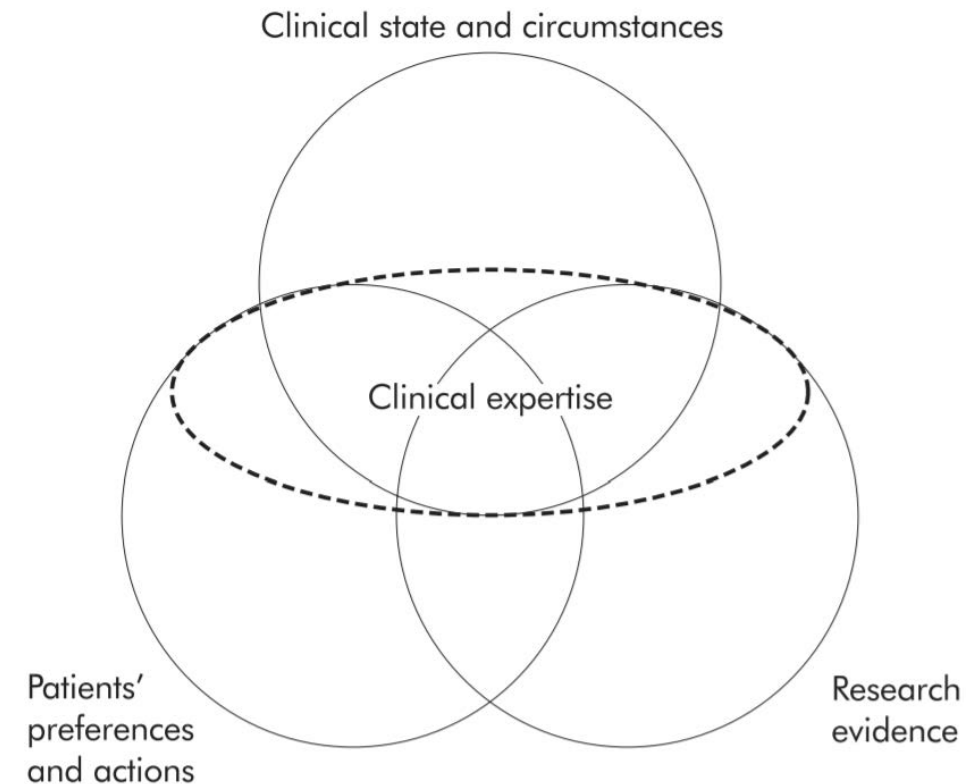 Clinical state and circumstances
Clinical expertise
Patients’
preferences
and actions
Research
evidence